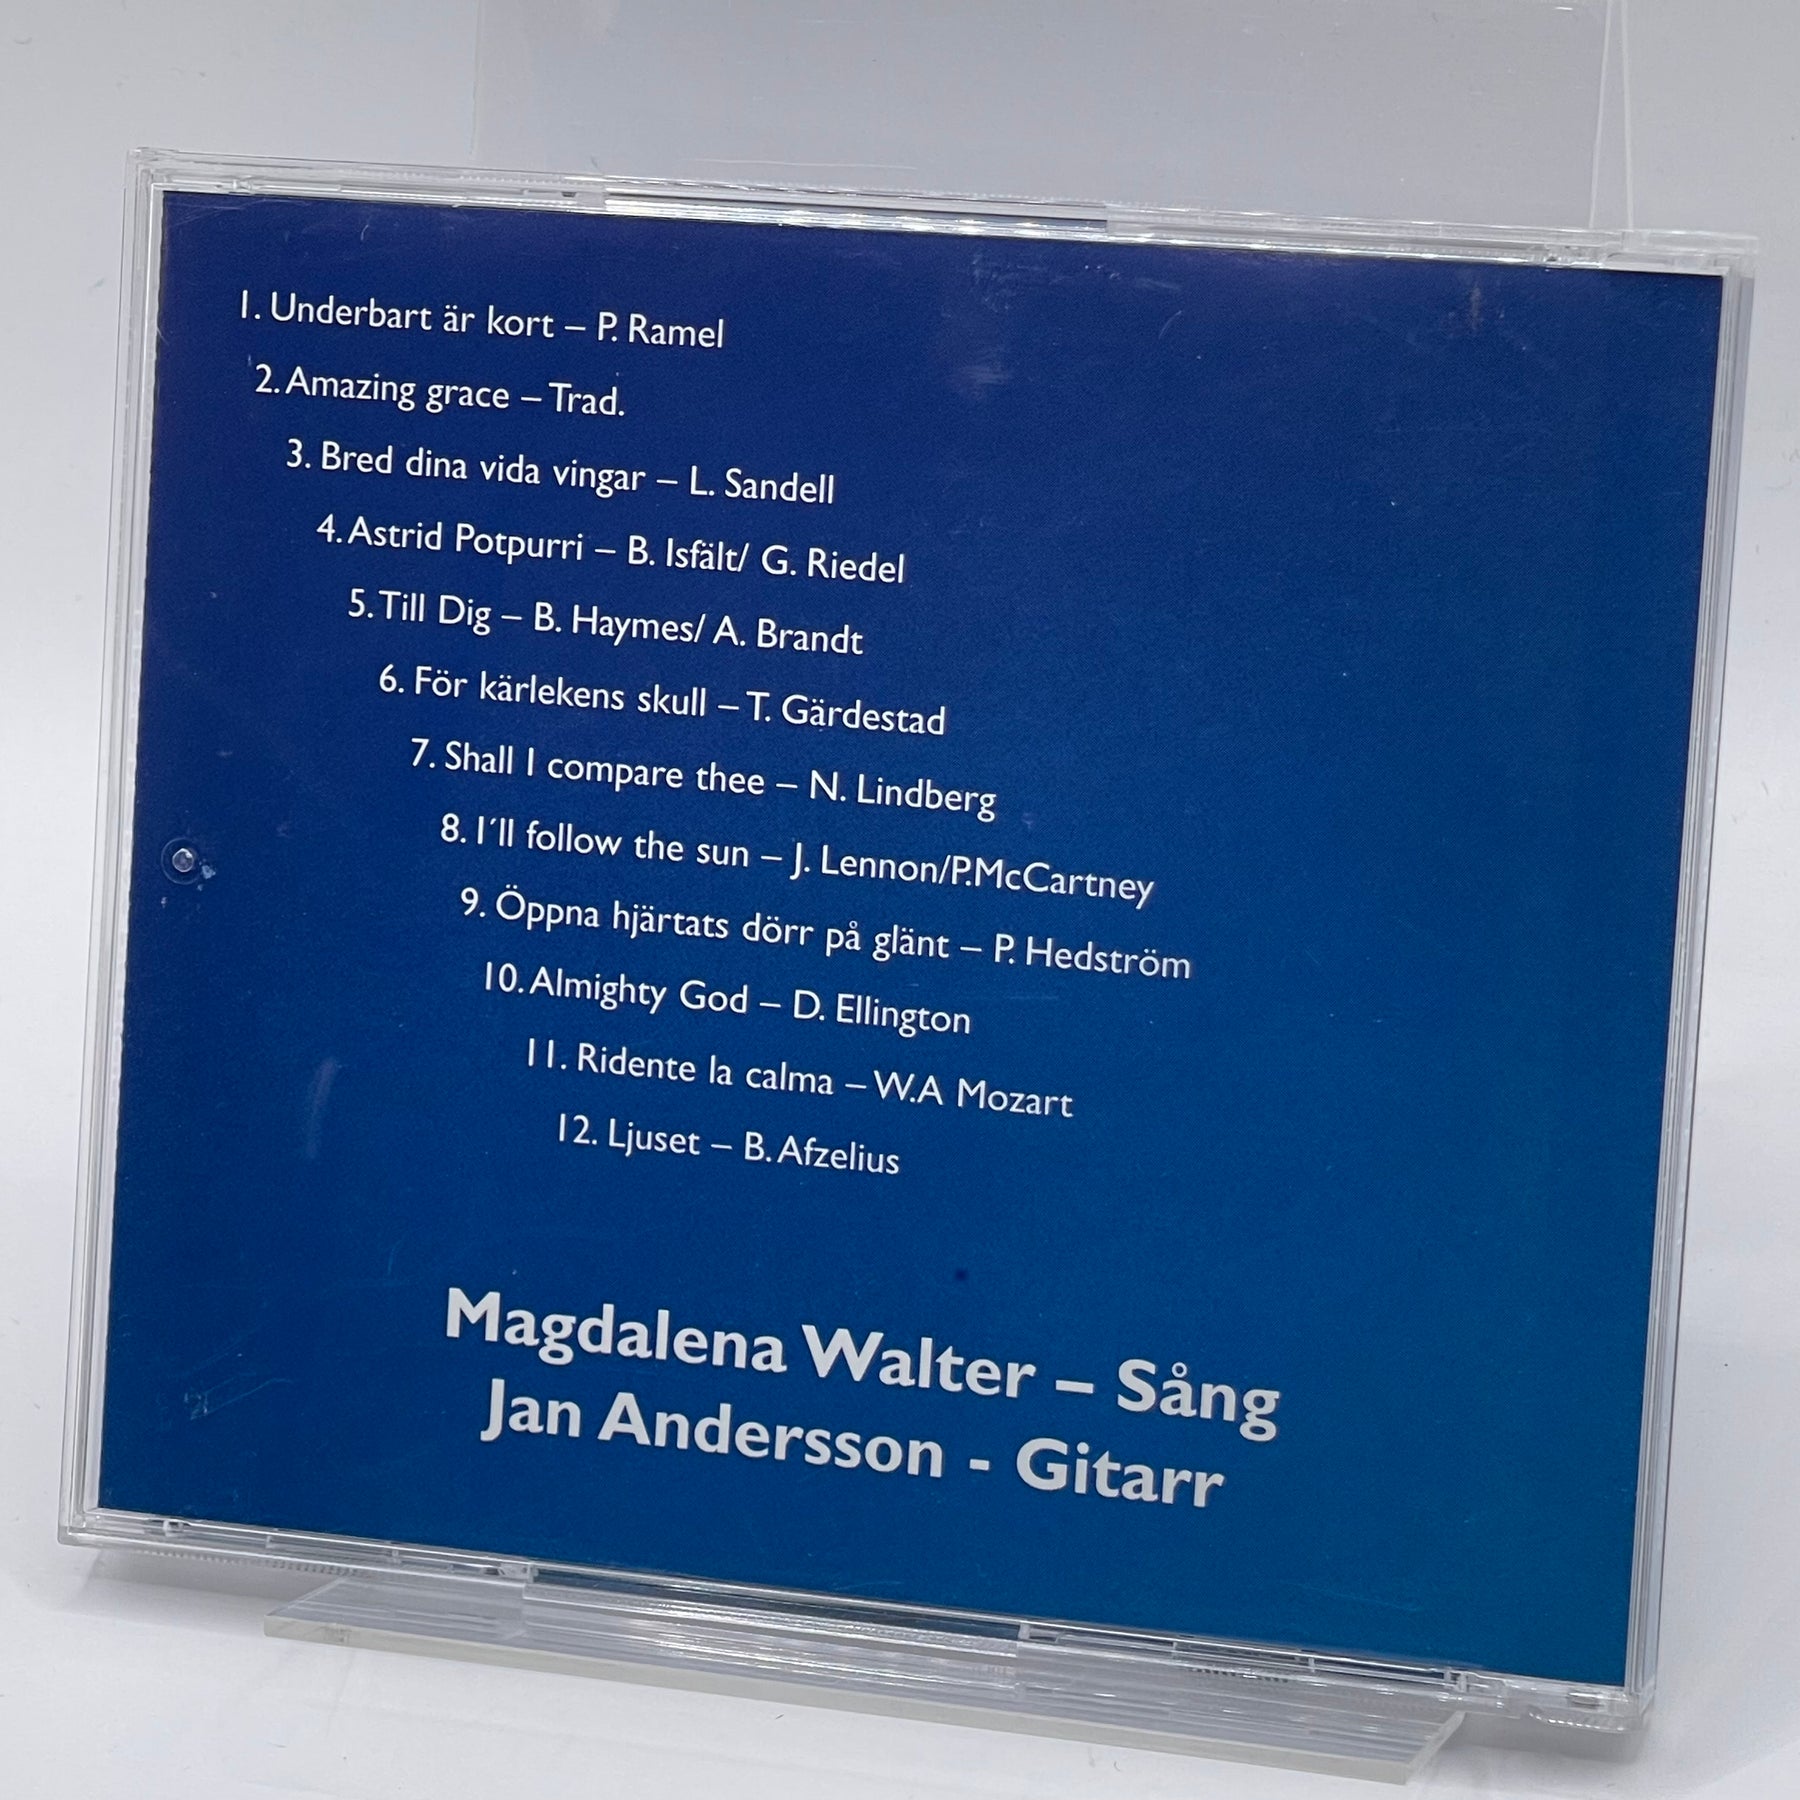 1. Underbart är kort – P. Ramel
2. Amazing grace – Trad.
3. Bred dina vida vingar – L. Sandell
4. Astrid Potpurri – B. Isfält/ G. Riedel
5. Till Dig – B. Haymes/ A. Brandt
6. För kärlekens skull – T. Gärdestad
7. Shall I compare thee – N. Lindberg
8. I´ll follow the sun – J. Lennon/P.McCartney
9. Öppna hjärtats dörr på glänt – P. Hedström
10. Almighty God – D. Ellington
11. Ridente la calma – W.A Mozart
12. Ljuset – B. Afzelius
Magdalena Walter – Sång
Jan Andersson - Gitarr